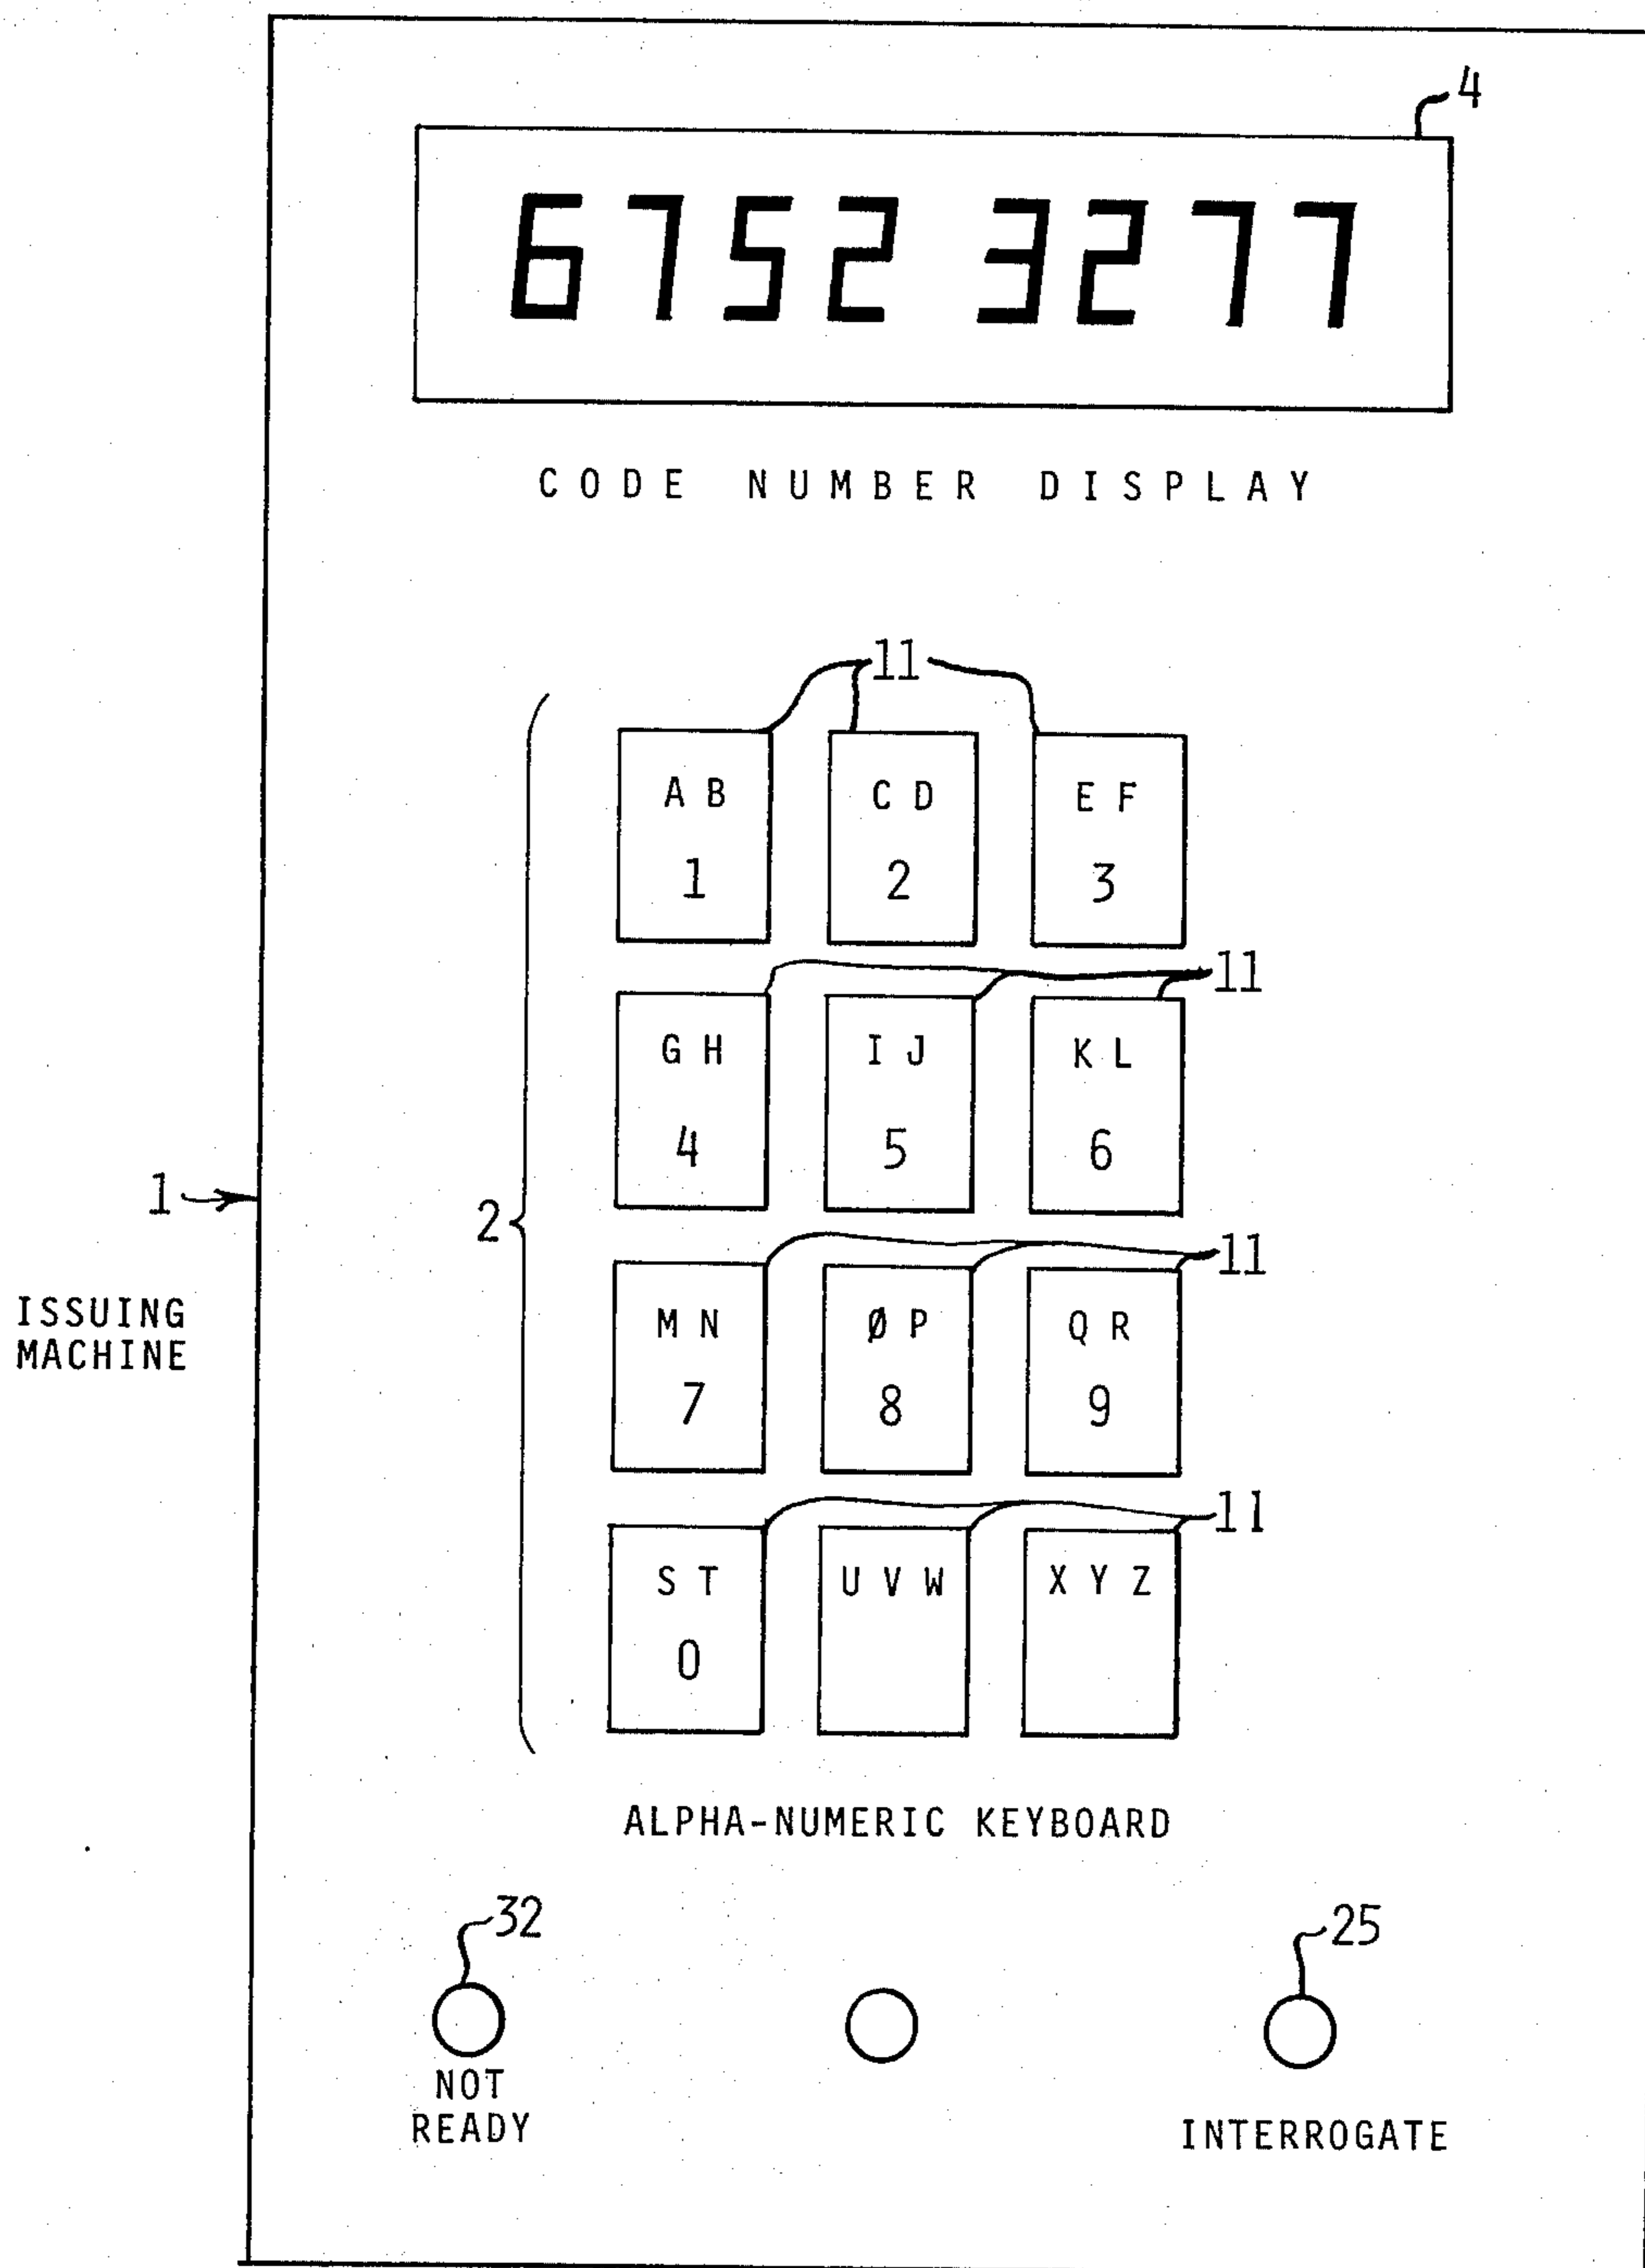 4
6752 3277
CODE NUMBER DISPLAY
11
A B C D E F
1 2 3
11
G H I J K L
4 5 6
1
2
11
ISSUING
MACHINE
M N Ø P Q R
7 8 9
11
S T U V W X Y Z
0
ALPHA-NUMERIC KEYBOARD
32 25
NOT
READY
INTERROGATE